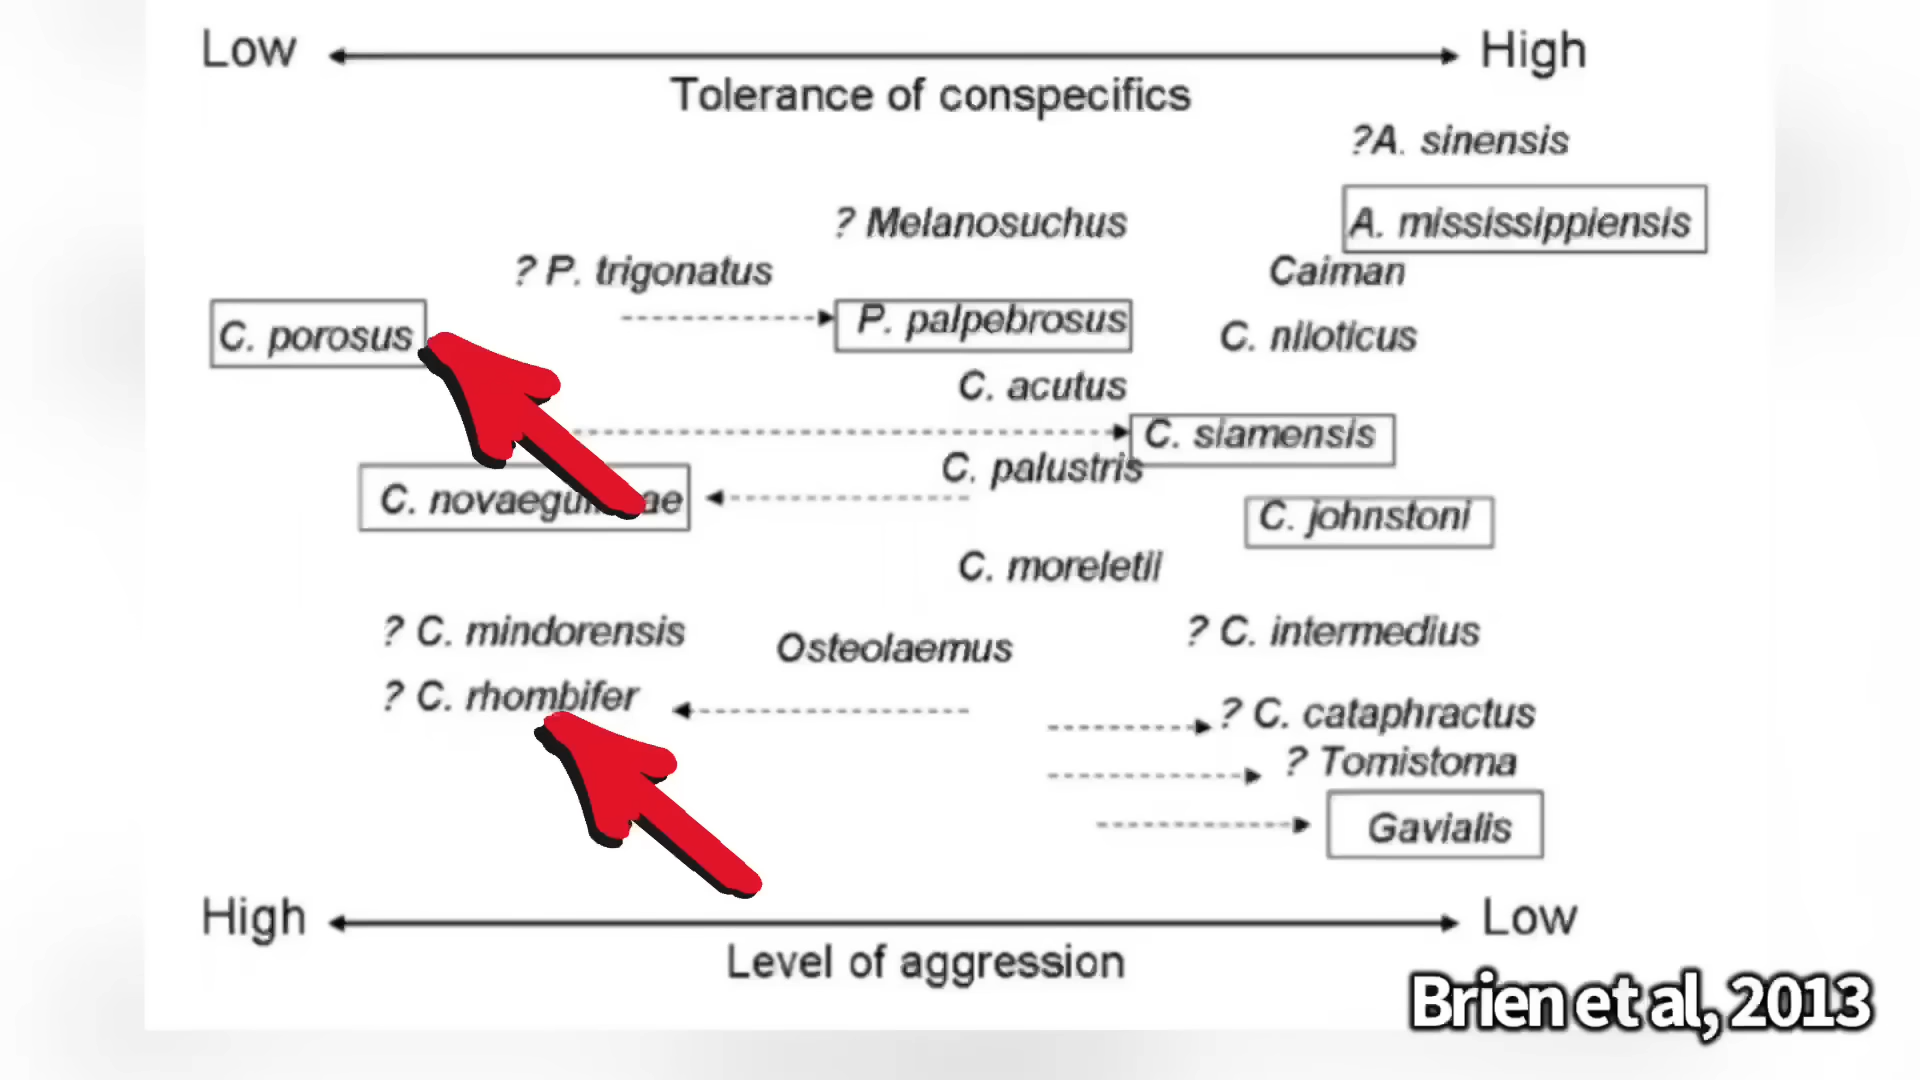 Low High
Tolerance of conspecifics
?A. sinensis
? Melanosuchus A. mississippiensis
? P. trigonatus Caiman
C. porosus P. palpebrosus C. niloticus
C. acutus
C. siamensis
C. palustris
C. johnstoni
C. moreletii
? C. mindorensis Osteolaemus ? C. intermedius
? C. rhombifer ? C. cataphractus
? Tomistoma
Gavialis
High Low
Level of aggression
Brien et al, 2013